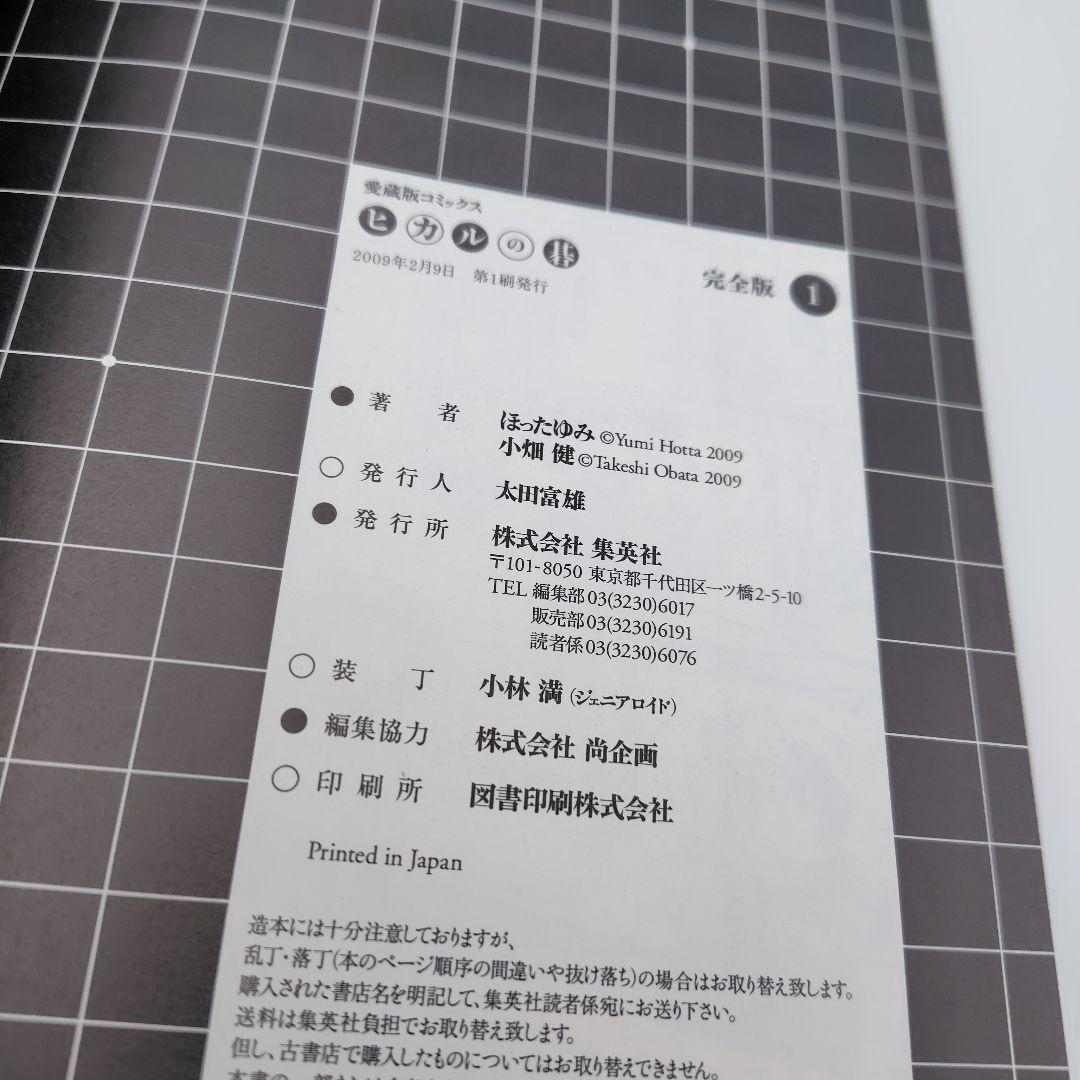 愛蔵版コミックス
ヒカルの碁 完全版 1
2009年2月9日 第1刷発行
●著者 ほったゆみ ©Yumi Hotta 2009
小畑 健 ©Takeshi Obata 2009
○発行人 太田富雄
●発行所 株式会社 集英社
〒101-8050 東京都千代田区一ツ橋2-5-10
TEL 編集部03(3230)6017
販売部03(3230)6191
読者係03(3230)6076
○装丁 小林 満 (ジェニアロイド)
●編集協力 株式会社 尚企画
○印刷所 図書印刷株式会社
Printed in Japan
造本には十分注意しておりますが、
乱丁・落丁(本のページ順序の間違いや抜け落ち)の場合はお取り替え致します。
購入された書店名を明記して、集英社読者係宛にお送り下さい。
送料は集英社負担でお取り替え致します。
但し、古書店で購入したものについてはお取り替えできません。